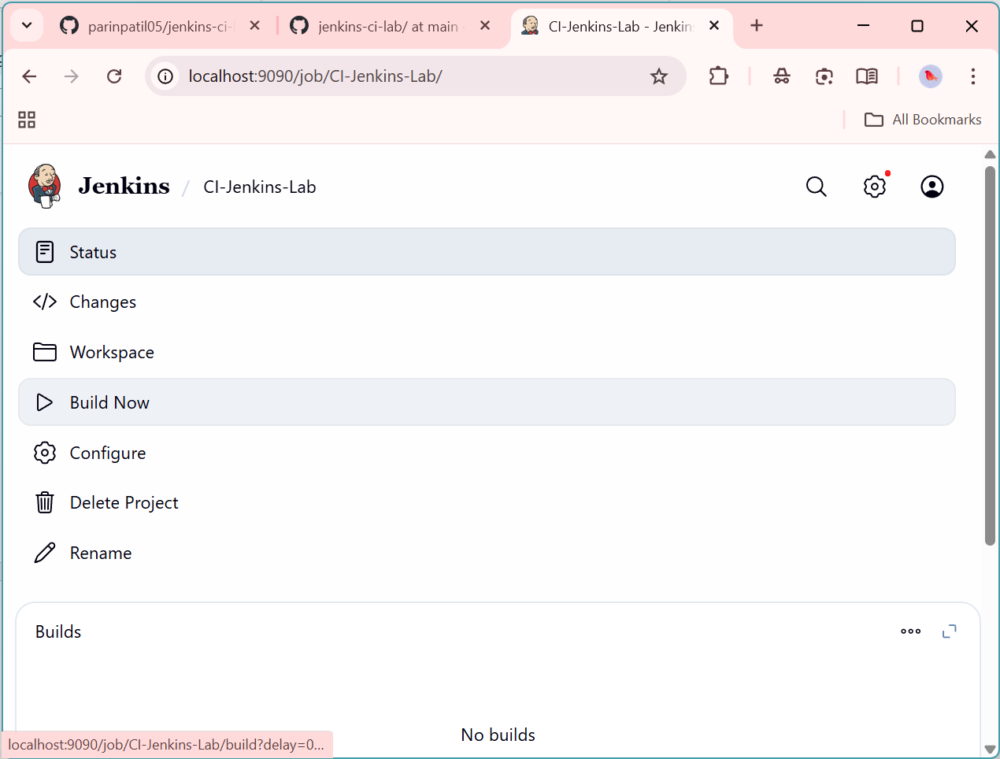 parinpatil05/jenkins-ci-
jenkins-ci-lab/ at main
CI-Jenkins-Lab - Jenkins
localhost:9090/job/CI-Jenkins-Lab/
All Bookmarks
Jenkins / CI-Jenkins-Lab
Status
Changes
Workspace
Build Now
Configure
Delete Project
Rename
Builds
No builds
localhost:9090/job/CI-Jenkins-Lab/build?delay=0...